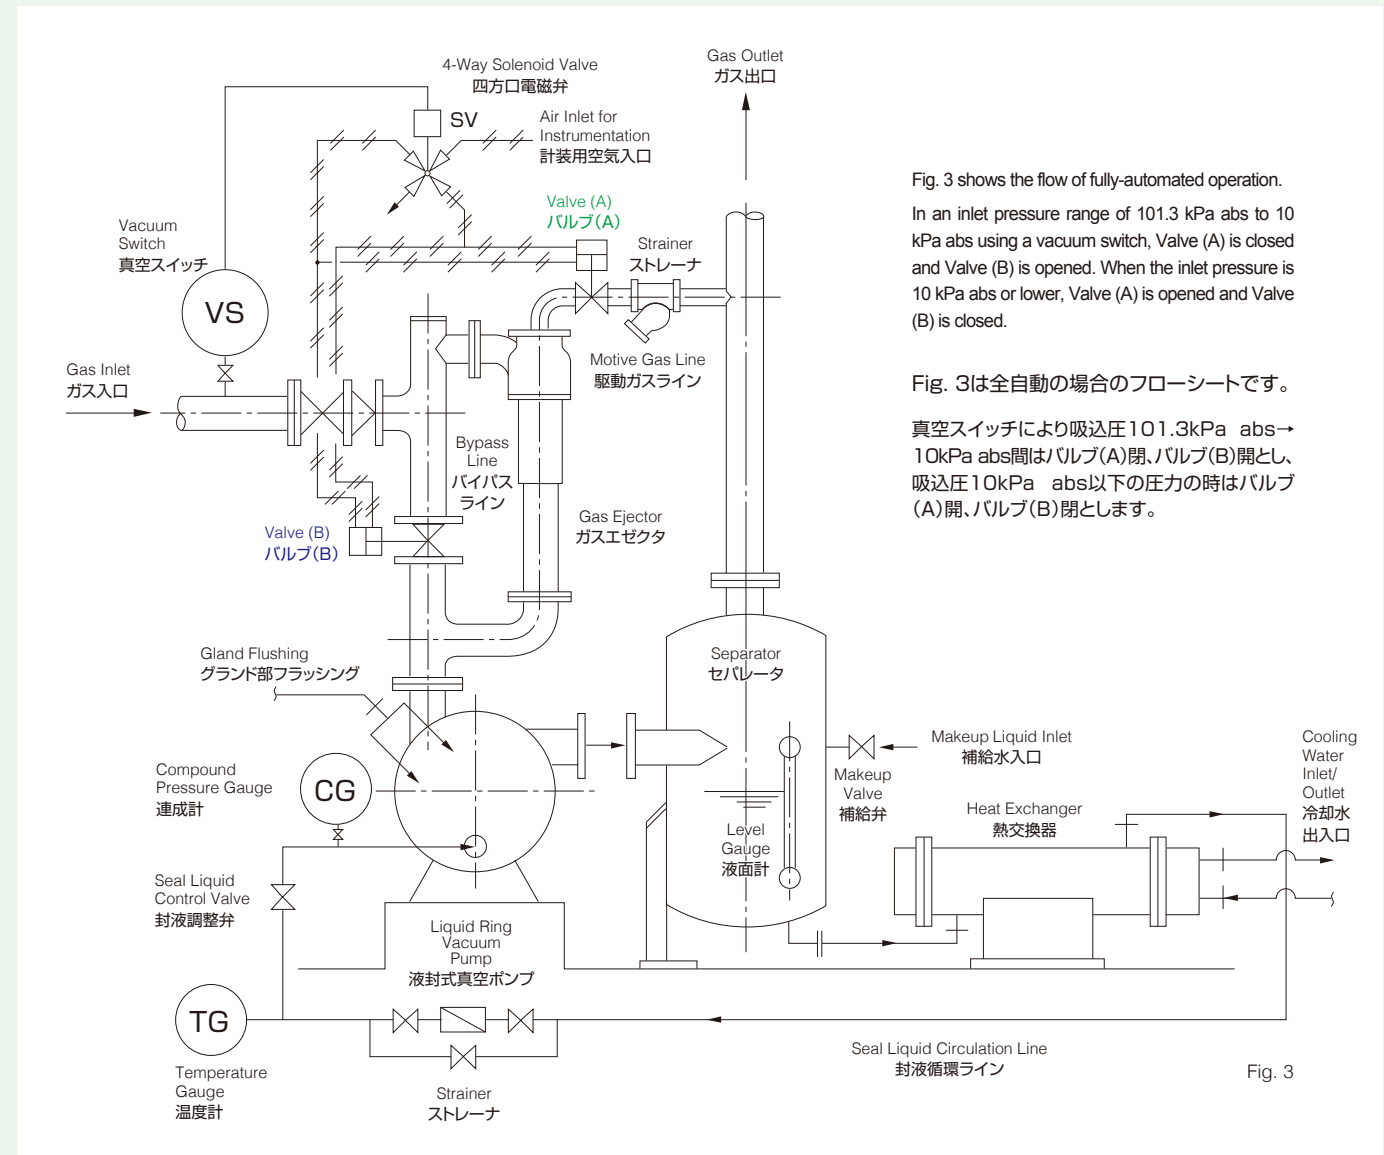 4-Way Solenoid Valve
四方口電磁弁
SV
Air Inlet for
Instrumentation
計装用空気入口
Gas Outlet
ガス出口
Valve (A)
バルブ(A)
Vacuum
Switch
真空スイッチ
VS
Strainer
ストレーナ
Gas Inlet
ガス入口
Motive Gas Line
駆動ガスライン
Bypass
Line
バイパス
ライン
Gas Ejector
ガスエゼクタ
Valve (B)
バルブ(B)
Fig. 3 shows the flow of fully-automated operation.
In an inlet pressure range of 101.3 kPa abs to 10
kPa abs using a vacuum switch, Valve (A) is closed
and Valve (B) is opened. When the inlet pressure is
10 kPa abs or lower, Valve (A) is opened and Valve
(B) is closed.
Fig. 3は全自動の場合のフローシートです。
真空スイッチにより吸込圧101.3kPa abs→
10kPa abs間はバルブ(A)閉、バルブ(B)開とし、
吸込圧10kPa abs以下の圧力の時はバルブ
(A)開、バルブ(B)閉とします。
Gland Flushing
グランド部フラッシング
Separator
セパレータ
Compound
Pressure Gauge
連成計
CG
Makeup Liquid Inlet
補給水入口
Makeup
Valve
補給弁
Cooling
Water
Inlet/
Outlet
冷却水
出入口
Heat Exchanger
熱交換器
Level
Gauge
液面計
Seal Liquid
Control Valve
封液調整弁
Liquid Ring
Vacuum
Pump
液封式真空ポンプ
TG
Temperature
Gauge
温度計
Strainer
ストレーナ
Seal Liquid Circulation Line
封液循環ライン
Fig. 3